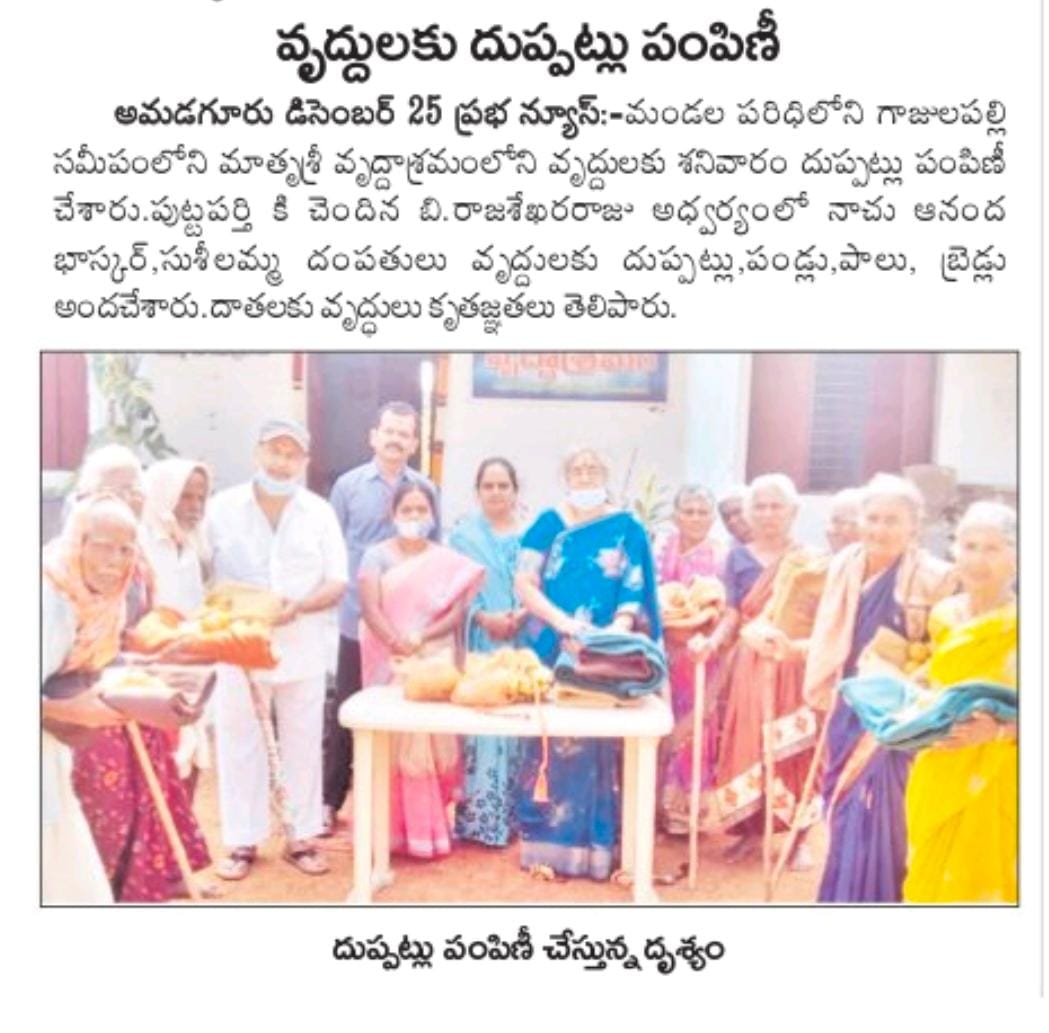 వృద్దులకు దుప్పట్లు పంపిణీ
అమడగూరు డిసెంబర్ 25 ప్రభ న్యూస్:-మండల పరిధిలోని గాజులపల్లి
సమీపంలోని మాతృశ్రీ వృద్దాశ్రమంలోని వృద్దులకు శనివారం దుప్పట్లు పంపిణీ
చేశారు.పుట్టపర్తి కి చెందిన బి.రాజశేఖరరాజు అధ్వర్యంలో నాచు ఆనంద
భాస్కర్,సుశీలమ్మ దంపతులు వృద్దులకు దుప్పట్లు,పండ్లు,పాలు, బ్రెడ్లు
అందచేశారు.దాతలకు వృద్ధులు కృతజ్ఞతలు తెలిపారు.
దుప్పట్లు పంపిణీ చేస్తున్న దృశ్యం